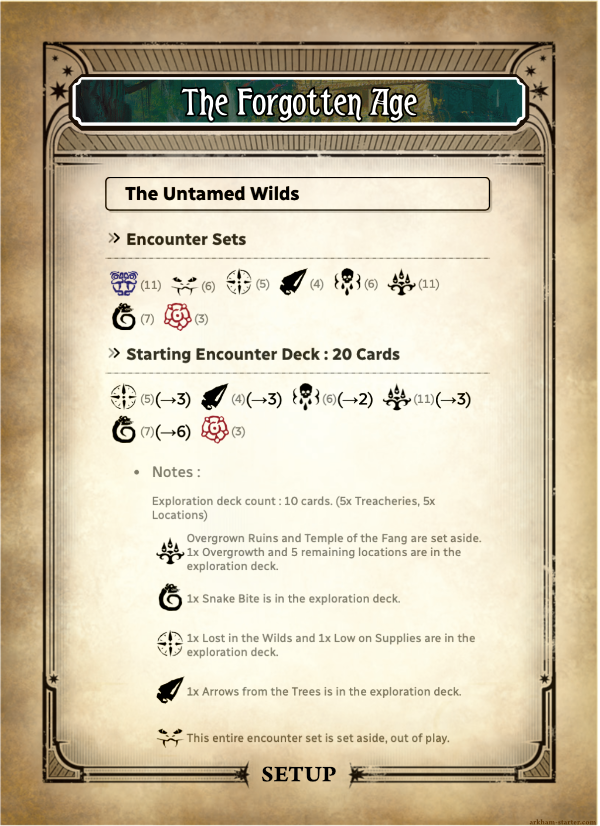 The Forgotten Age
The Untamed Wilds
Encounter Sets
(11) (6) (5) (4) (6) (11)
(7) (3)
Starting Encounter Deck : 20 Cards
(5)(→3) (4)(→3) (6)(→2) (11)(→3)
(7)(→6) (3)
• Notes :
Exploration deck count : 10 cards. (5x Treacheries, 5x
Locations)
Overgrown Ruins and Temple of the Fang are set aside.
1x Overgrowth and 5 remaining locations are in the
exploration deck.
1x Snake Bite is in the exploration deck.
1x Lost in the Wilds and 1x Low on Supplies are in the
exploration deck.
1x Arrows from the Trees is in the exploration deck.
This entire encounter set is set aside, out of play.
SETUP
arkham-starter.com